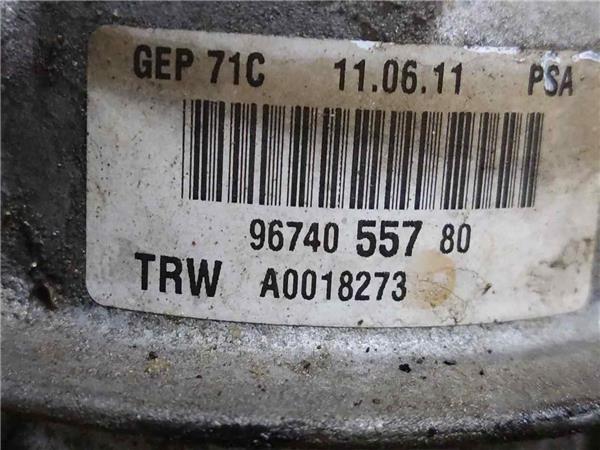 GEP 71C 11.06.11 PSA
96740 557 80
TRW A0018273